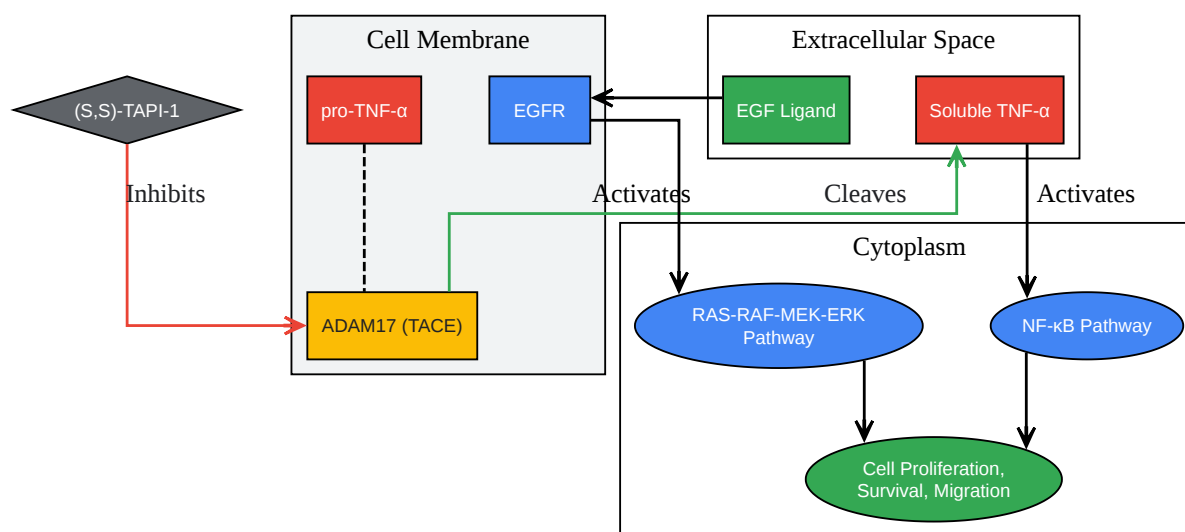 Cell Membrane
Extracellular Space
(S,S)-TAPI-1
pro-TNF-α
EGFR
EGF Ligand
Soluble TNF-α
Inhibits
Activates
Cleaves
Activates
Cytoplasm
ADAM17 (TACE)
RAS-RAF-MEK-ERK
Pathway
NF-κB Pathway
Cell Proliferation,
Survival, Migration